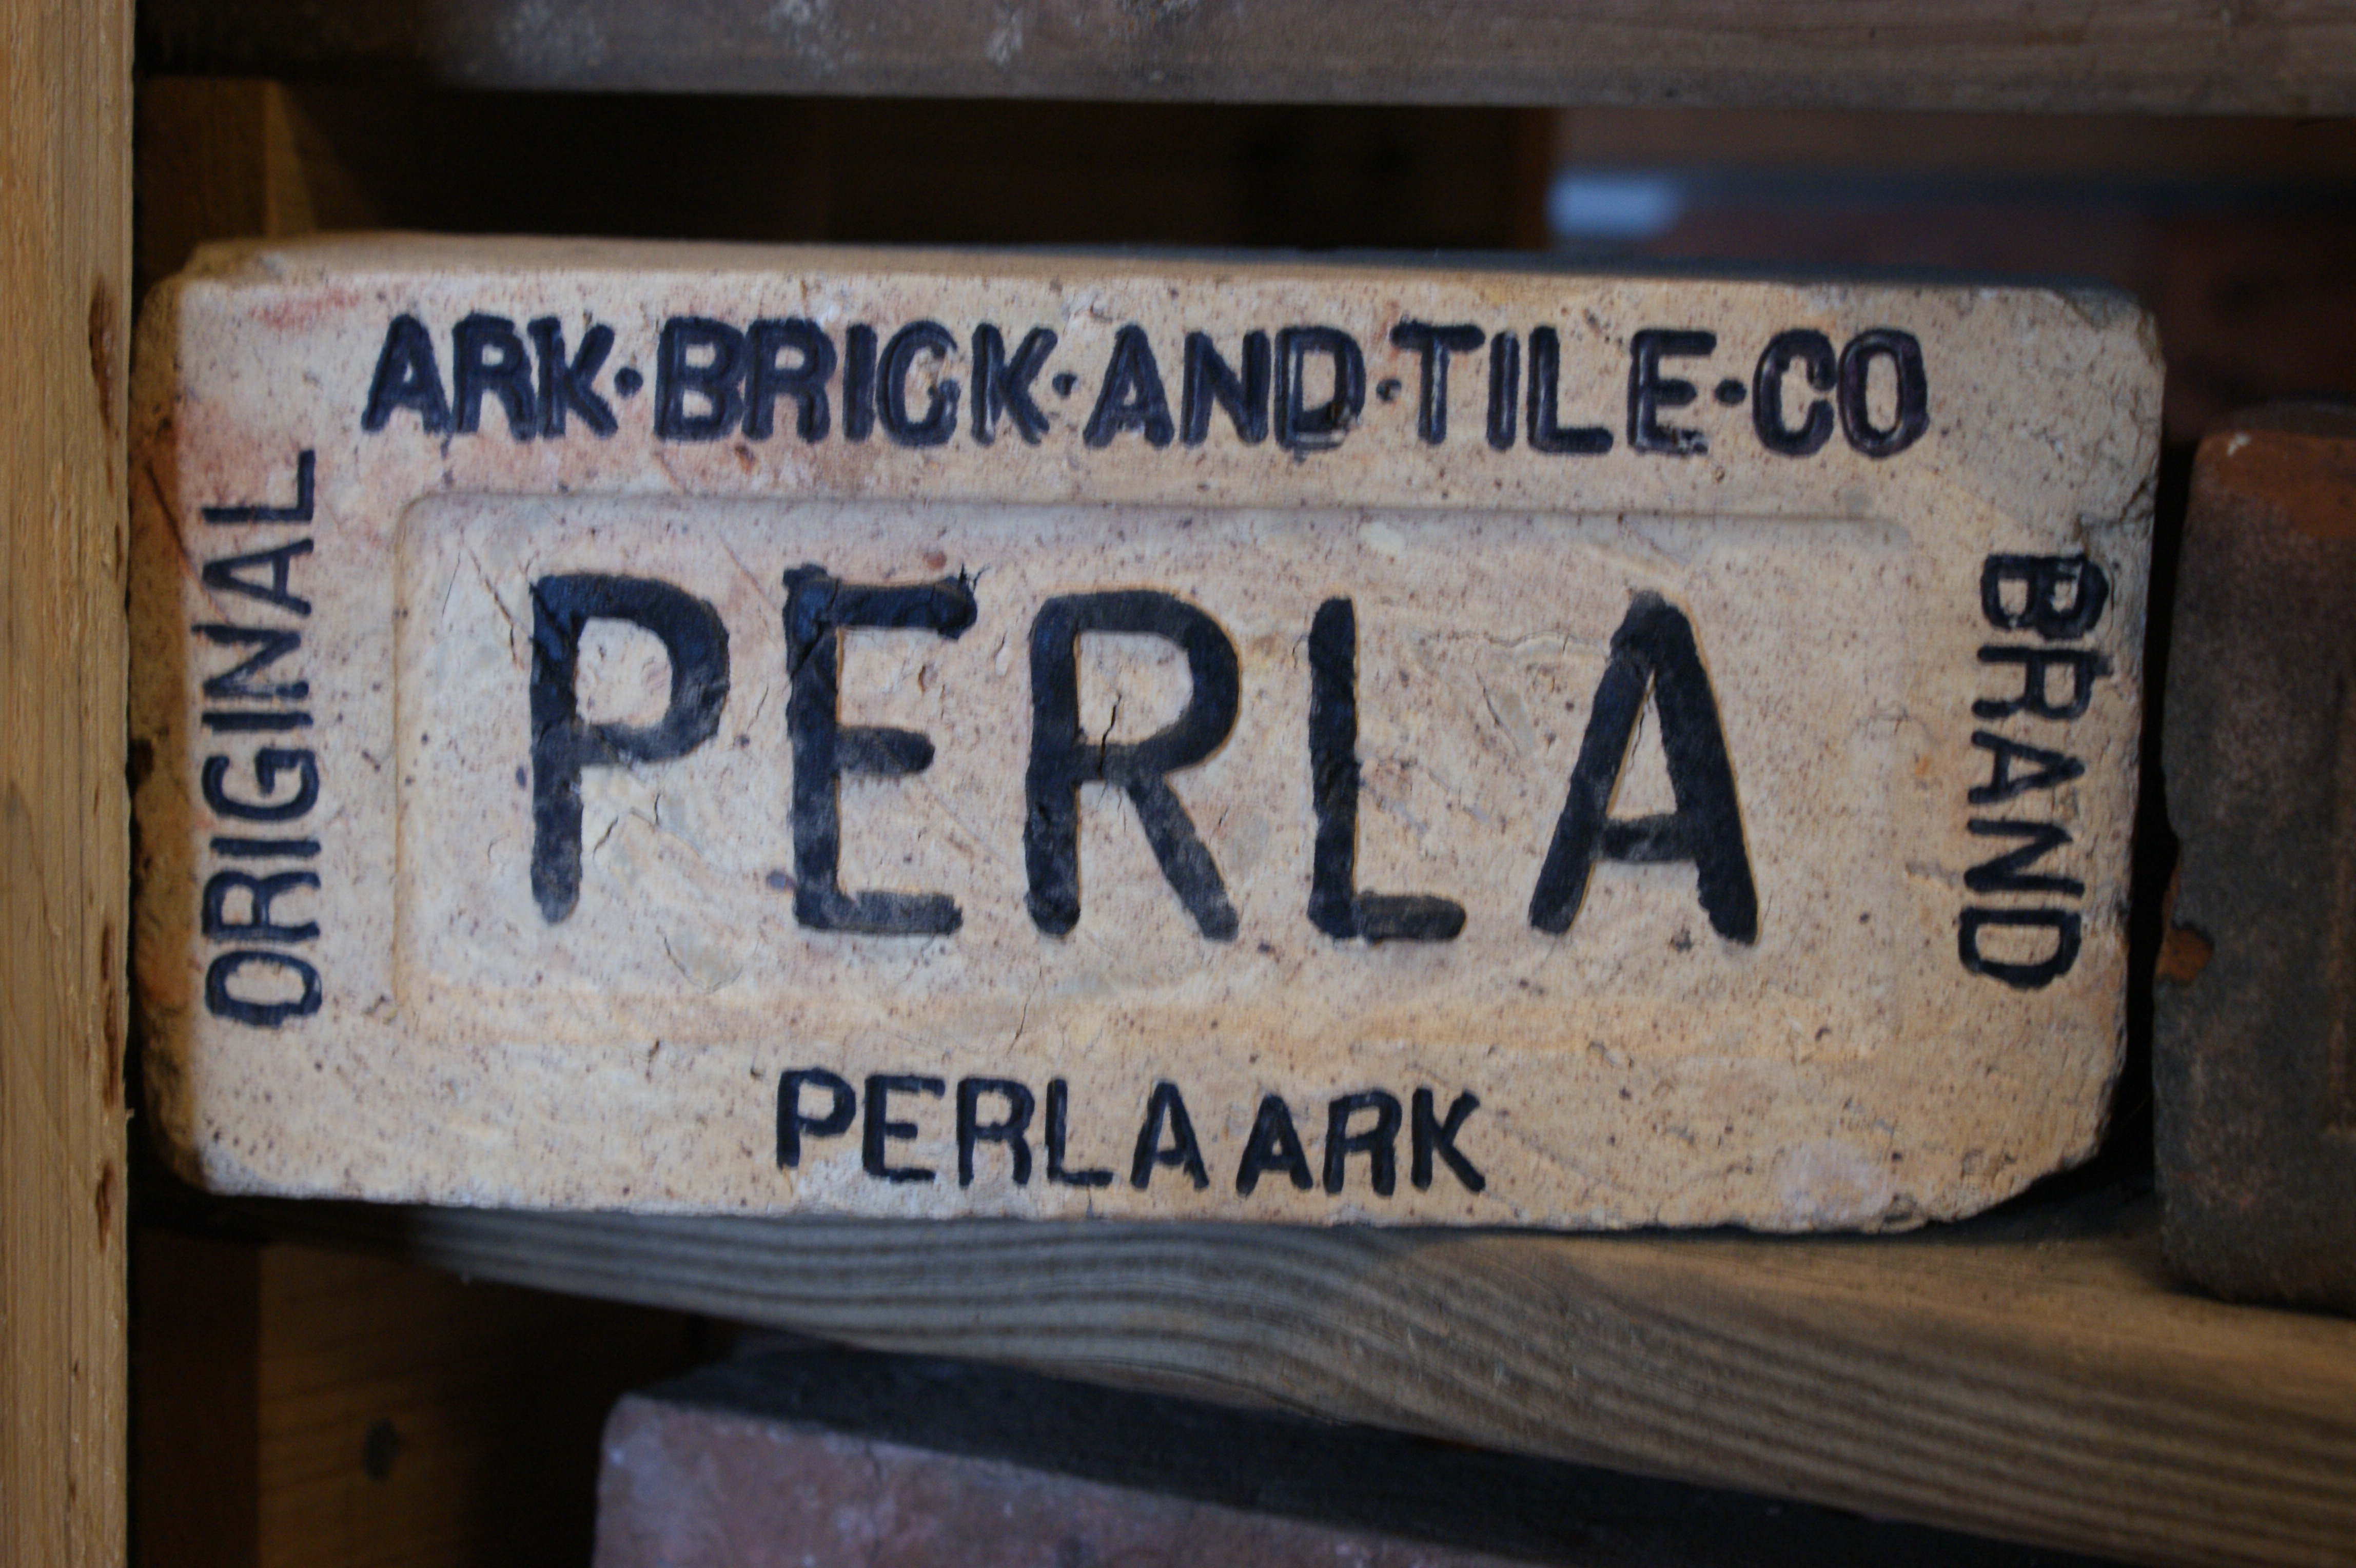 ARK·BRICK·AND·TILE·CO
ORIGINAL
PERLA
BRAND
PERLA ARK